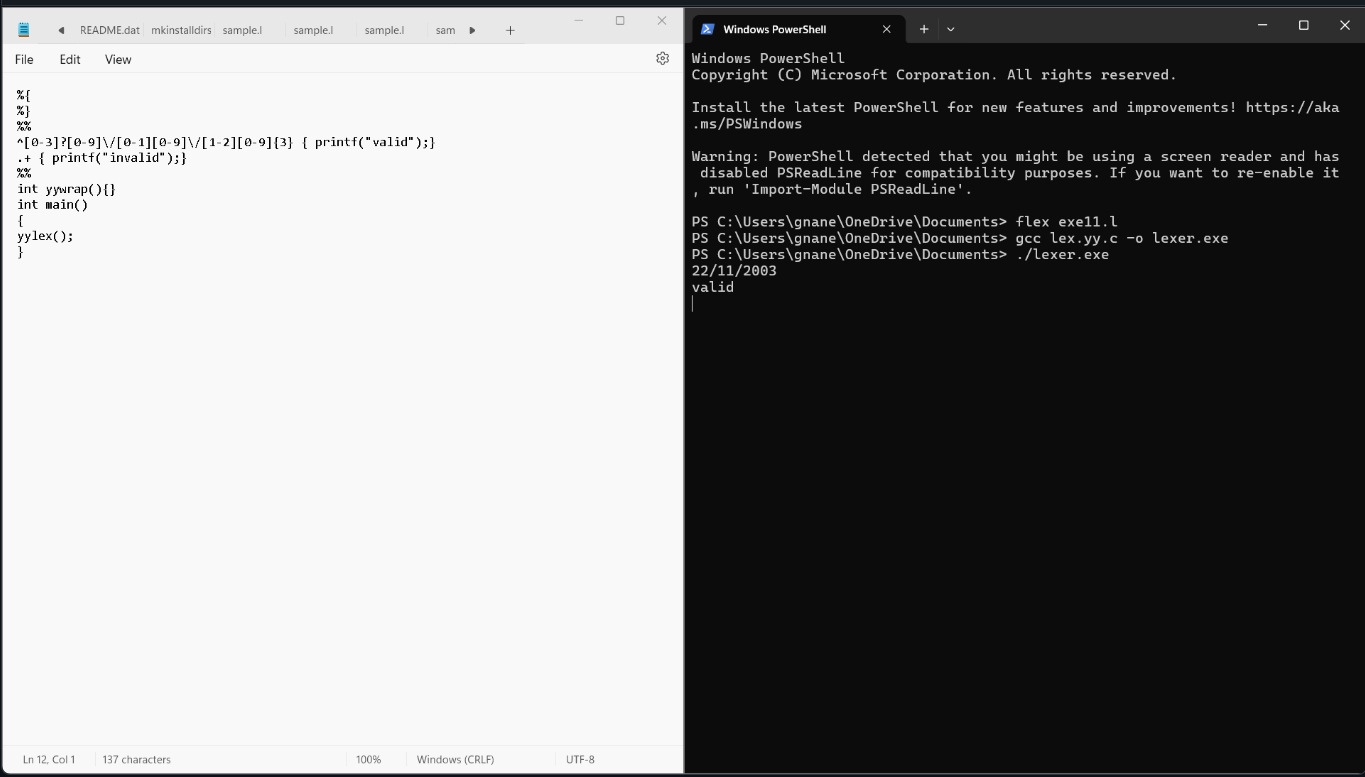 README.dat mkinstalldirs sample.l sample.l sample.l sam
File Edit View
%{
%}
%%
^[0-3]?[0-9]\/[0-1][0-9]\/[1-2][0-9]{3} { printf("valid");}
.+ { printf("invalid");}
%%
int yywrap(){}
int main()
{
yylex();
}
Ln 12, Col 1 137 characters 100% Windows (CRLF) UTF-8
Windows PowerShell
Windows PowerShell
Copyright (C) Microsoft Corporation. All rights reserved.
Install the latest PowerShell for new features and improvements! https://aka
.ms/PSWindows
Warning: PowerShell detected that you might be using a screen reader and has
disabled PSReadLine for compatibility purposes. If you want to re-enable it
, run 'Import-Module PSReadLine'.
PS C:\Users\gnane\OneDrive\Documents> flex exe11.l
PS C:\Users\gnane\OneDrive\Documents> gcc lex.yy.c -o lexer.exe
PS C:\Users\gnane\OneDrive\Documents> ./lexer.exe
22/11/2003
valid